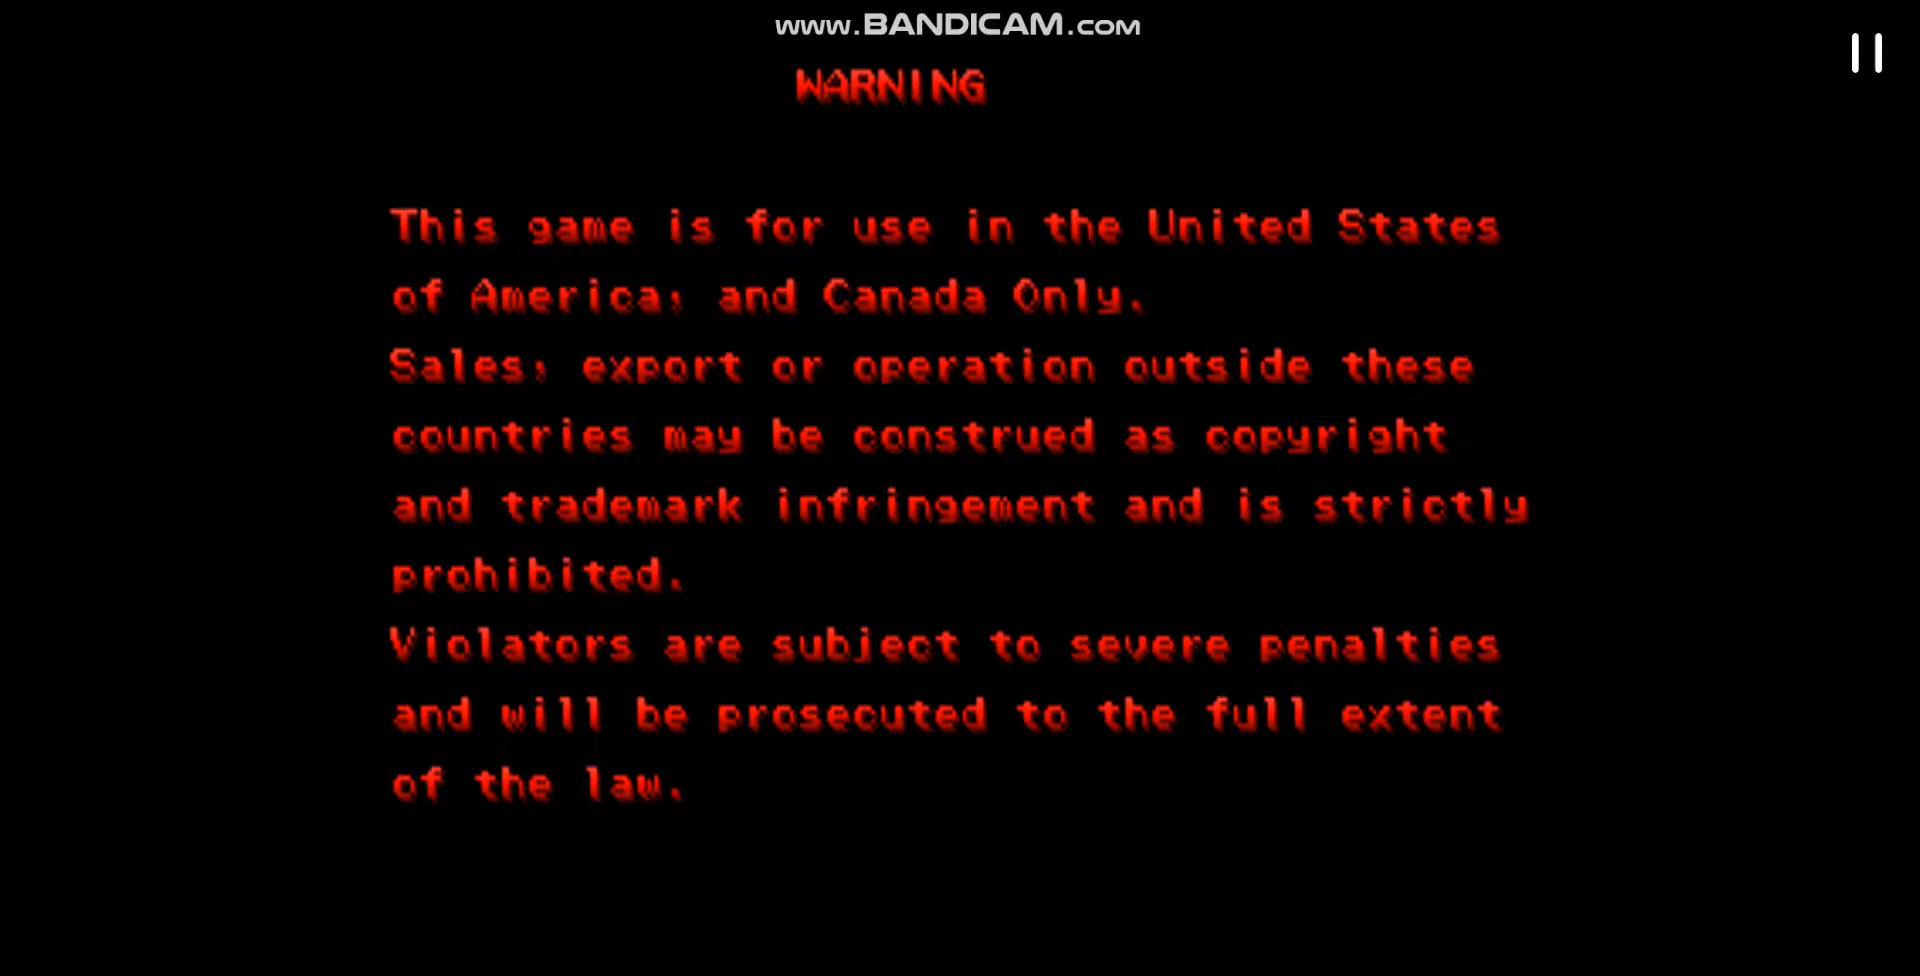 www.BANDICAM.com
WARNING
This game is for use in the United States
of America, and Canada Only.
Sales, export or operation outside these
countries may be construed as copyright
and trademark infringement and is strictly
prohibited.
Violators are subject to severe penalties
and will be prosecuted to the full extent
of the law.